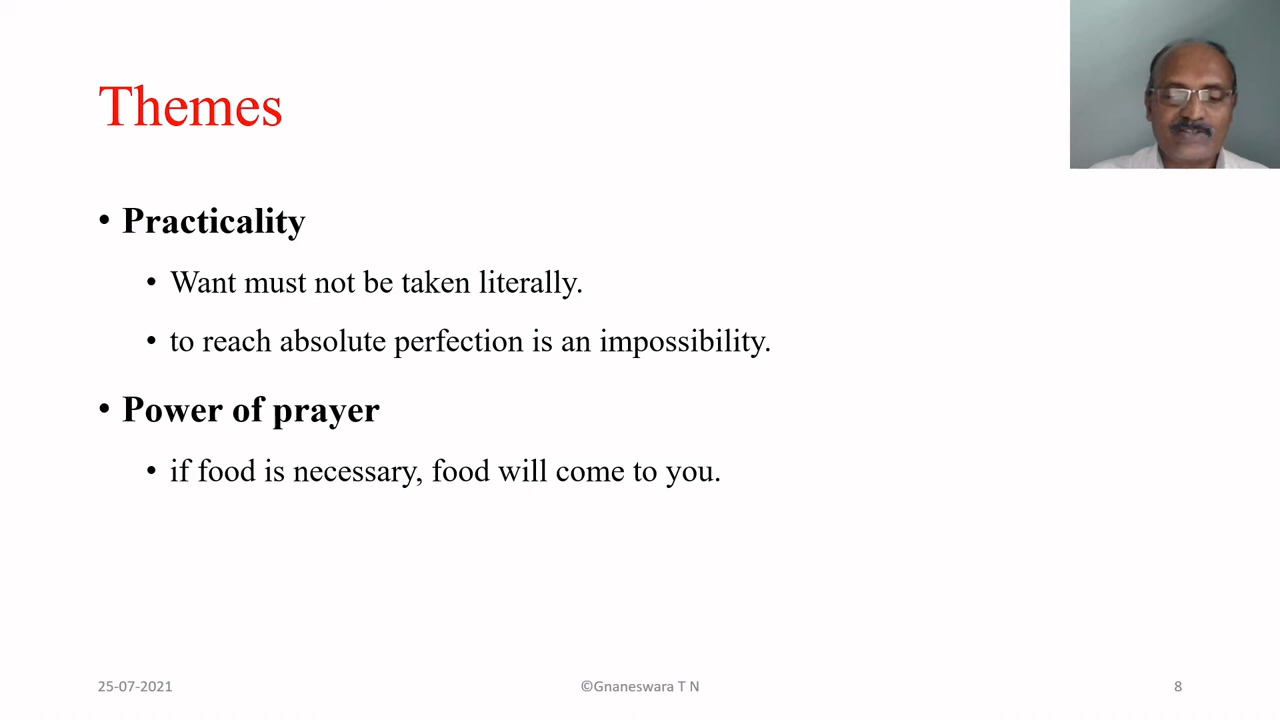 Themes
• Practicality
• Want must not be taken literally.
• to reach absolute perfection is an impossibility.
• Power of prayer
• if food is necessary, food will come to you.
25-07-2021
©Gnaneswara T N
8